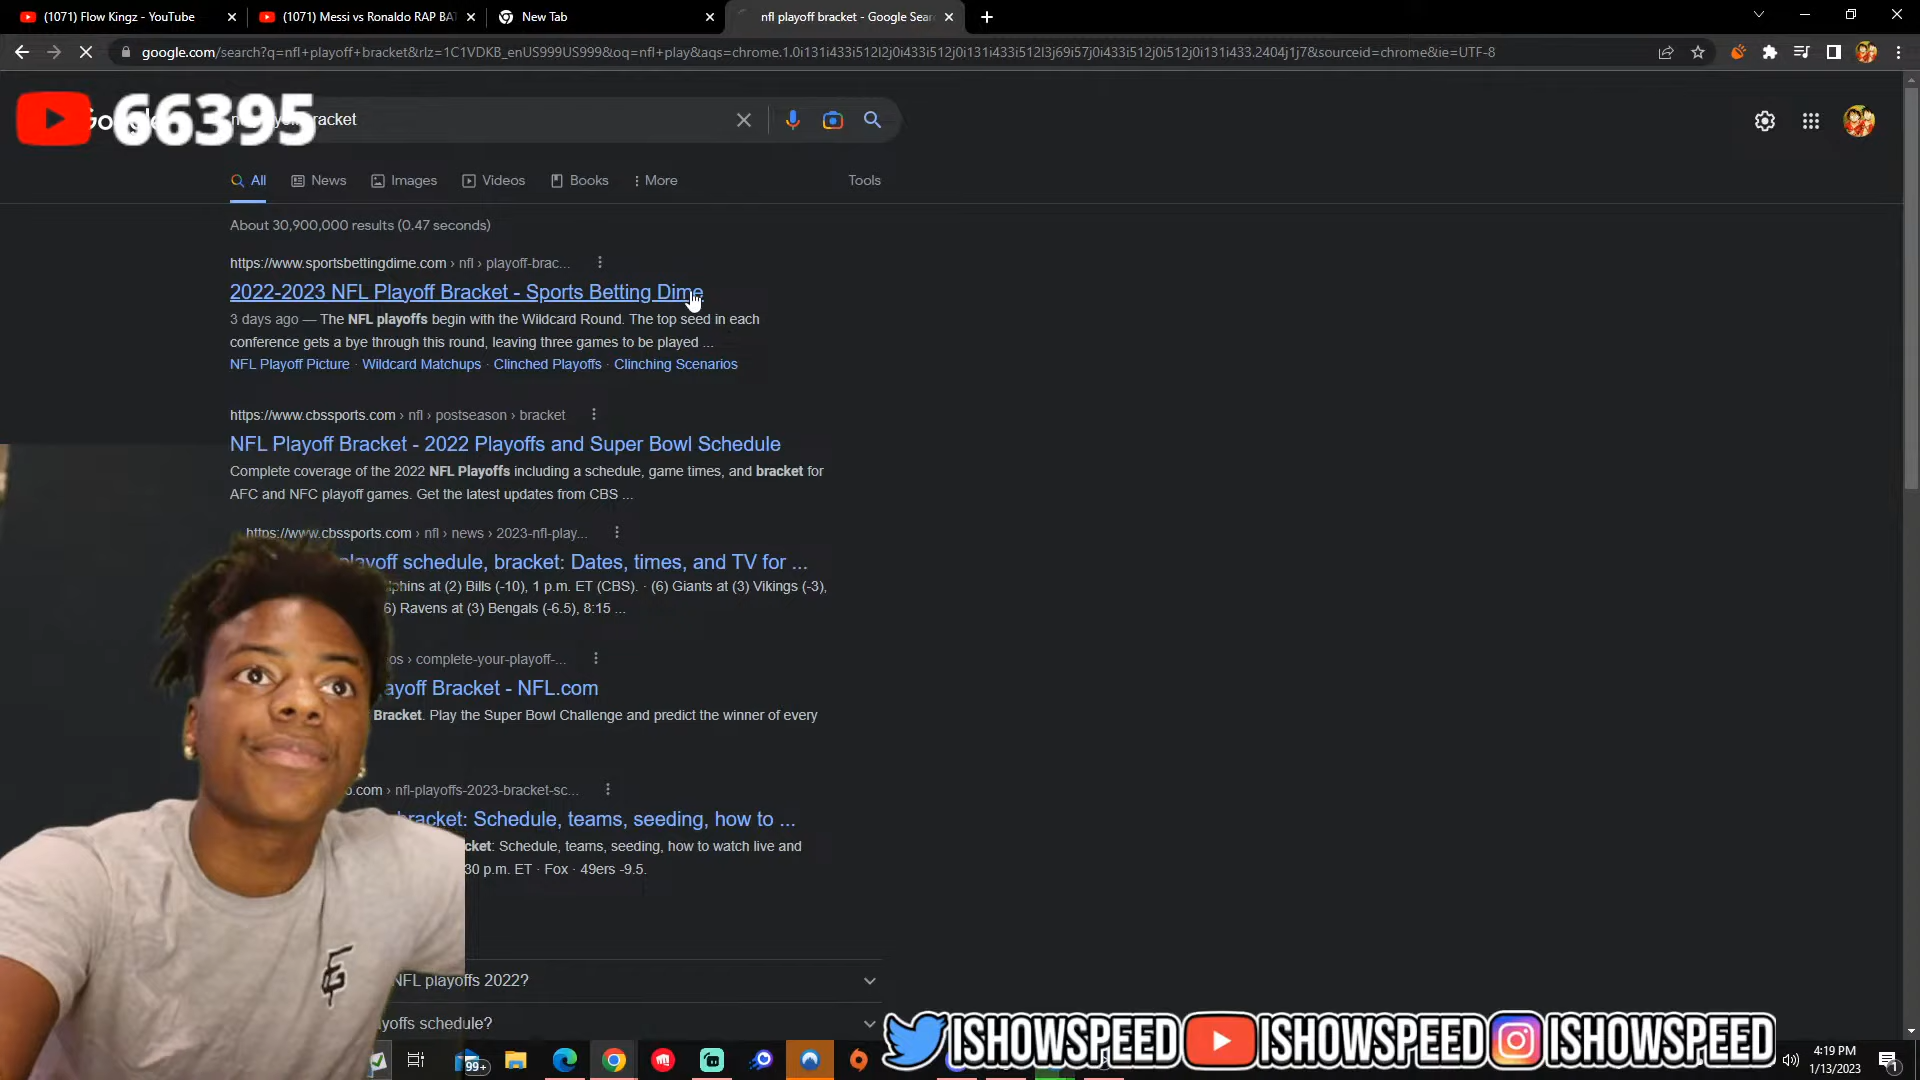 (1071) Flow Kingz - YouTube
(1071) Messi vs Ronaldo RAP BAT
New Tab
nfl playoff bracket - Google Sear
google.com/search?q=nfl+playoff+bracket&rlz=1C1VDKB_enUS999US999&oq=nfl+play&aqs=chrome.1.0i131i433i512l2j0i433i512j0i131i433i512l3j69i57j0i433i512j0i512j0i131i433.2404j1j7&sourceid=chrome&ie=UTF-8
66395
racket
All
News
Images
Videos
Books
More
Tools
About 30,900,000 results (0.47 seconds)
https://www.sportsbettingdime.com › nfl › playoff-brac...
2022-2023 NFL Playoff Bracket - Sports Betting Dime
3 days ago — The NFL playoffs begin with the Wildcard Round. The top seed in each
conference gets a bye through this round, leaving three games to be played ...
NFL Playoff Picture · Wildcard Matchups · Clinched Playoffs · Clinching Scenarios
https://www.cbssports.com › nfl › postseason › bracket
NFL Playoff Bracket - 2022 Playoffs and Super Bowl Schedule
Complete coverage of the 2022 NFL Playoffs including a schedule, game times, and bracket for
AFC and NFC playoff games. Get the latest updates from CBS ...
https://www.cbssports.com › nfl › news › 2023-nfl-play...
playoff schedule, bracket: Dates, times, and TV for ...
phins at (2) Bills (-10), 1 p.m. ET (CBS). · (6) Giants at (3) Vikings (-3),
6) Ravens at (3) Bengals (-6.5), 8:15 ...
os › complete-your-playoff-...
ayoff Bracket - NFL.com
Bracket. Play the Super Bowl Challenge and predict the winner of every
o.com › nfl-playoffs-2023-bracket-sc...
bracket: Schedule, teams, seeding, how to ...
cket: Schedule, teams, seeding, how to watch live and
30 p.m. ET · Fox · 49ers -9.5.
NFL playoffs 2022?
yoffs schedule?
ISHOWSPEED
ISHOWSPEED
ISHOWSPEED
99+
4:19 PM
1/13/2023
1